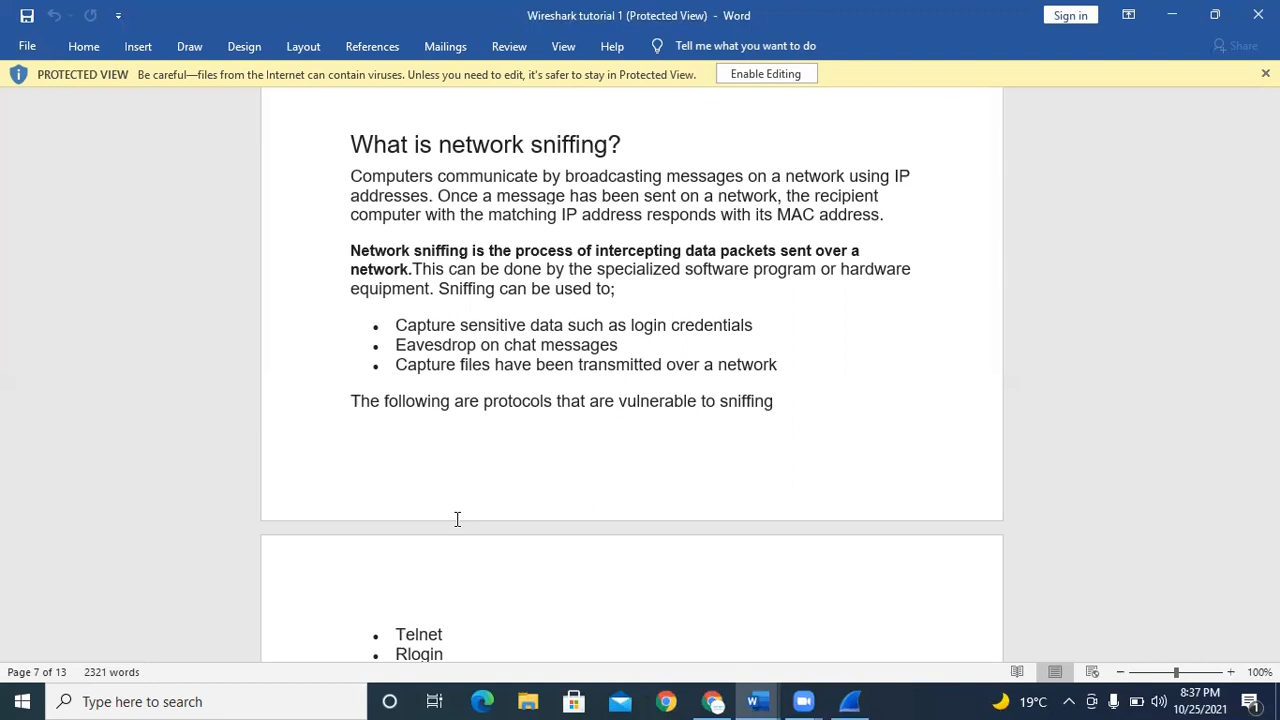 Wireshark tutorial 1 (Protected View) - Word
Sign in
File Home Insert Draw Design Layout References Mailings Review View Help Tell me what you want to do Share
PROTECTED VIEW Be careful—files from the Internet can contain viruses. Unless you need to edit, it's safer to stay in Protected View. Enable Editing
What is network sniffing?
Computers communicate by broadcasting messages on a network using IP
addresses. Once a message has been sent on a network, the recipient
computer with the matching IP address responds with its MAC address.
Network sniffing is the process of intercepting data packets sent over a
network.This can be done by the specialized software program or hardware
equipment. Sniffing can be used to;
• Capture sensitive data such as login credentials
• Eavesdrop on chat messages
• Capture files have been transmitted over a network
The following are protocols that are vulnerable to sniffing
• Telnet
• Rlogin
Page 7 of 13 2321 words 100%
Type here to search
19°C
8:37 PM
10/25/2021
1